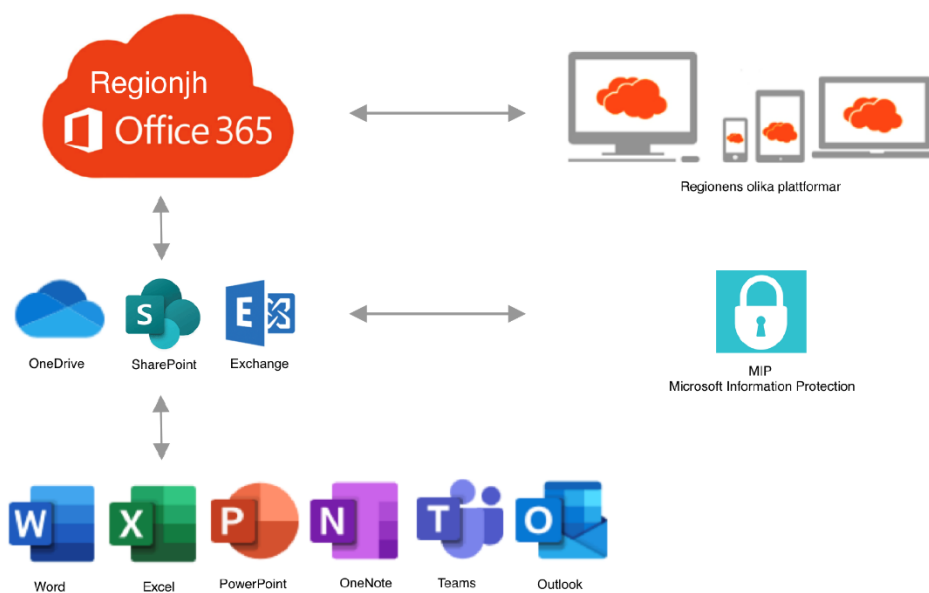 Regionjh
Office 365
Regionens olika plattformar
OneDrive
S
SharePoint
E
Exchange
MIP
Microsoft Information Protection
W
X
P
N
T
O
Word
Excel
PowerPoint
OneNote
Teams
Outlook